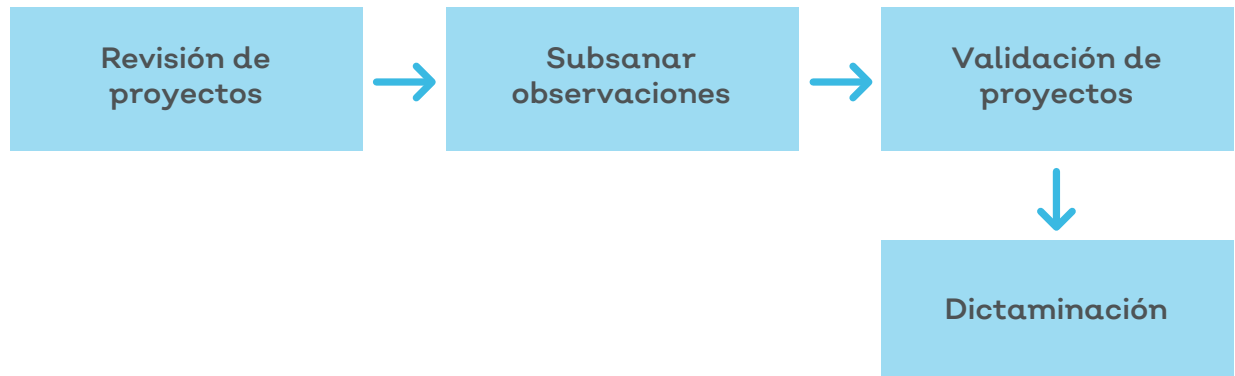 Revisión de
proyectos
Subsanar
observaciones
Validación de
proyectos
Dictaminación